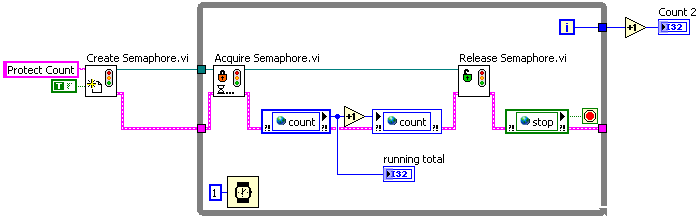 Count 2
i
+1
I32
Create Semaphore.vi
Acquire Semaphore.vi
Release Semaphore.vi
Protect Count
T F
?! count ?!
+1
?! count ?!
?! stop ?!
running total
I32
1